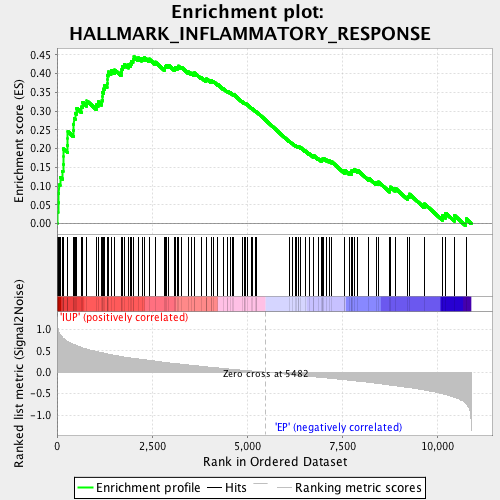 Enrichment plot:
HALLMARK_INFLAMMATORY_RESPONSE
Enrichment score (ES)
0.45
0.40
0.35
0.30
0.25
0.20
0.15
0.10
0.05
0.00
Ranked list metric (Signal2Noise)
1.0
0.5
0.0
-0.5
-1.0
'IUP' (positively correlated)
Zero cross at 5482
'EP' (negatively correlated)
0
2,500
5,000
7,500
10,000
Rank in Ordered Dataset
Enrichment profile
Hits
Ranking metric scores